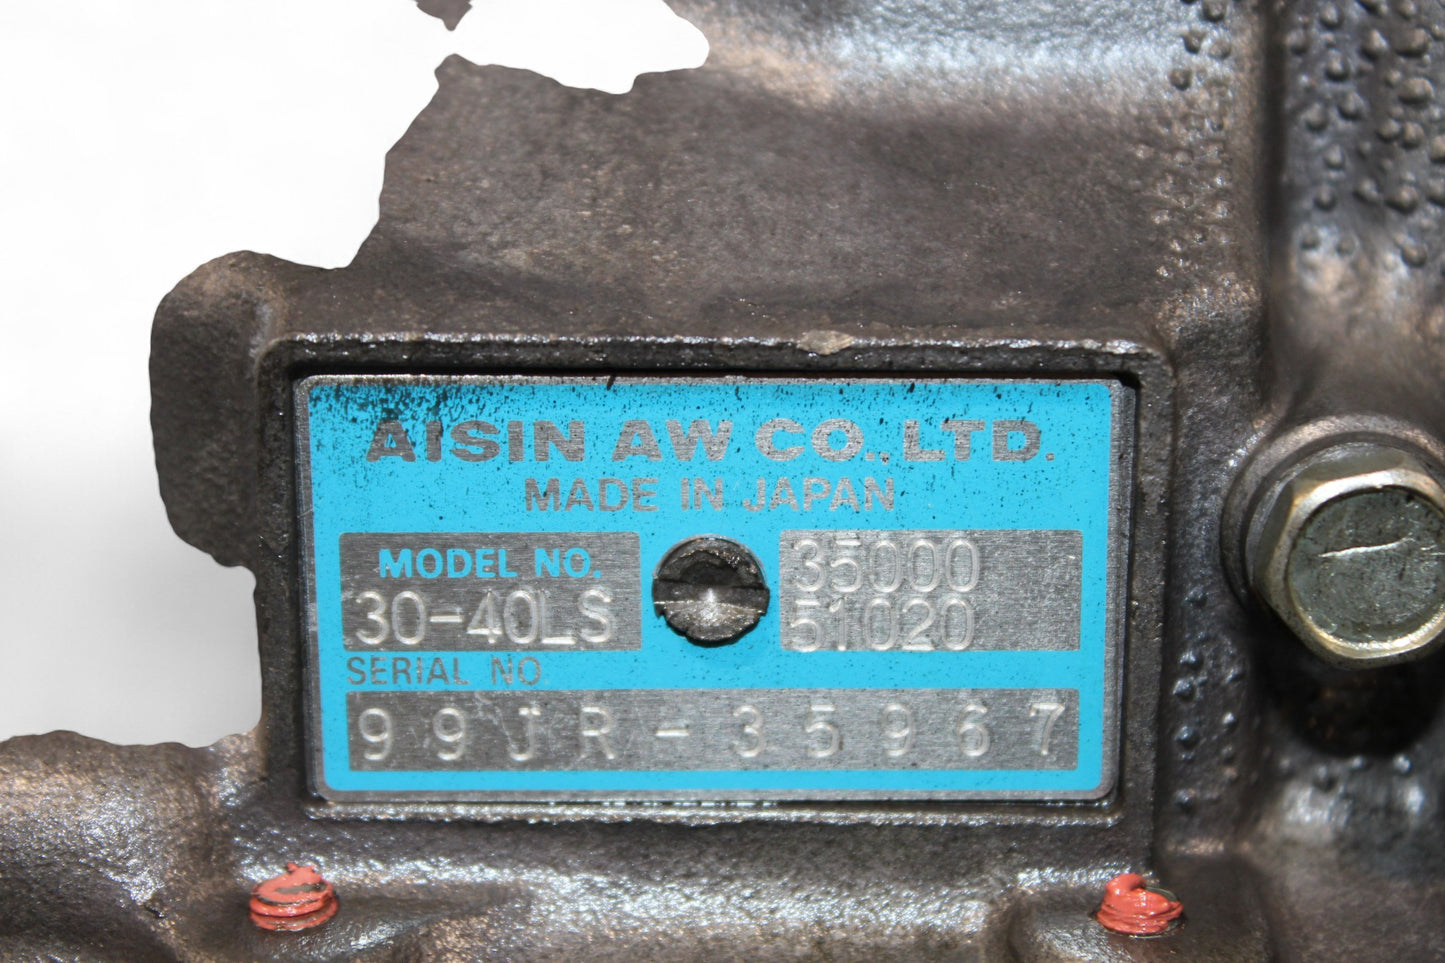 AISIN AW CO., LTD.
MADE IN JAPAN
MODEL NO.
30-40LS
35000
51020
SERIAL NO.
99JR-35967